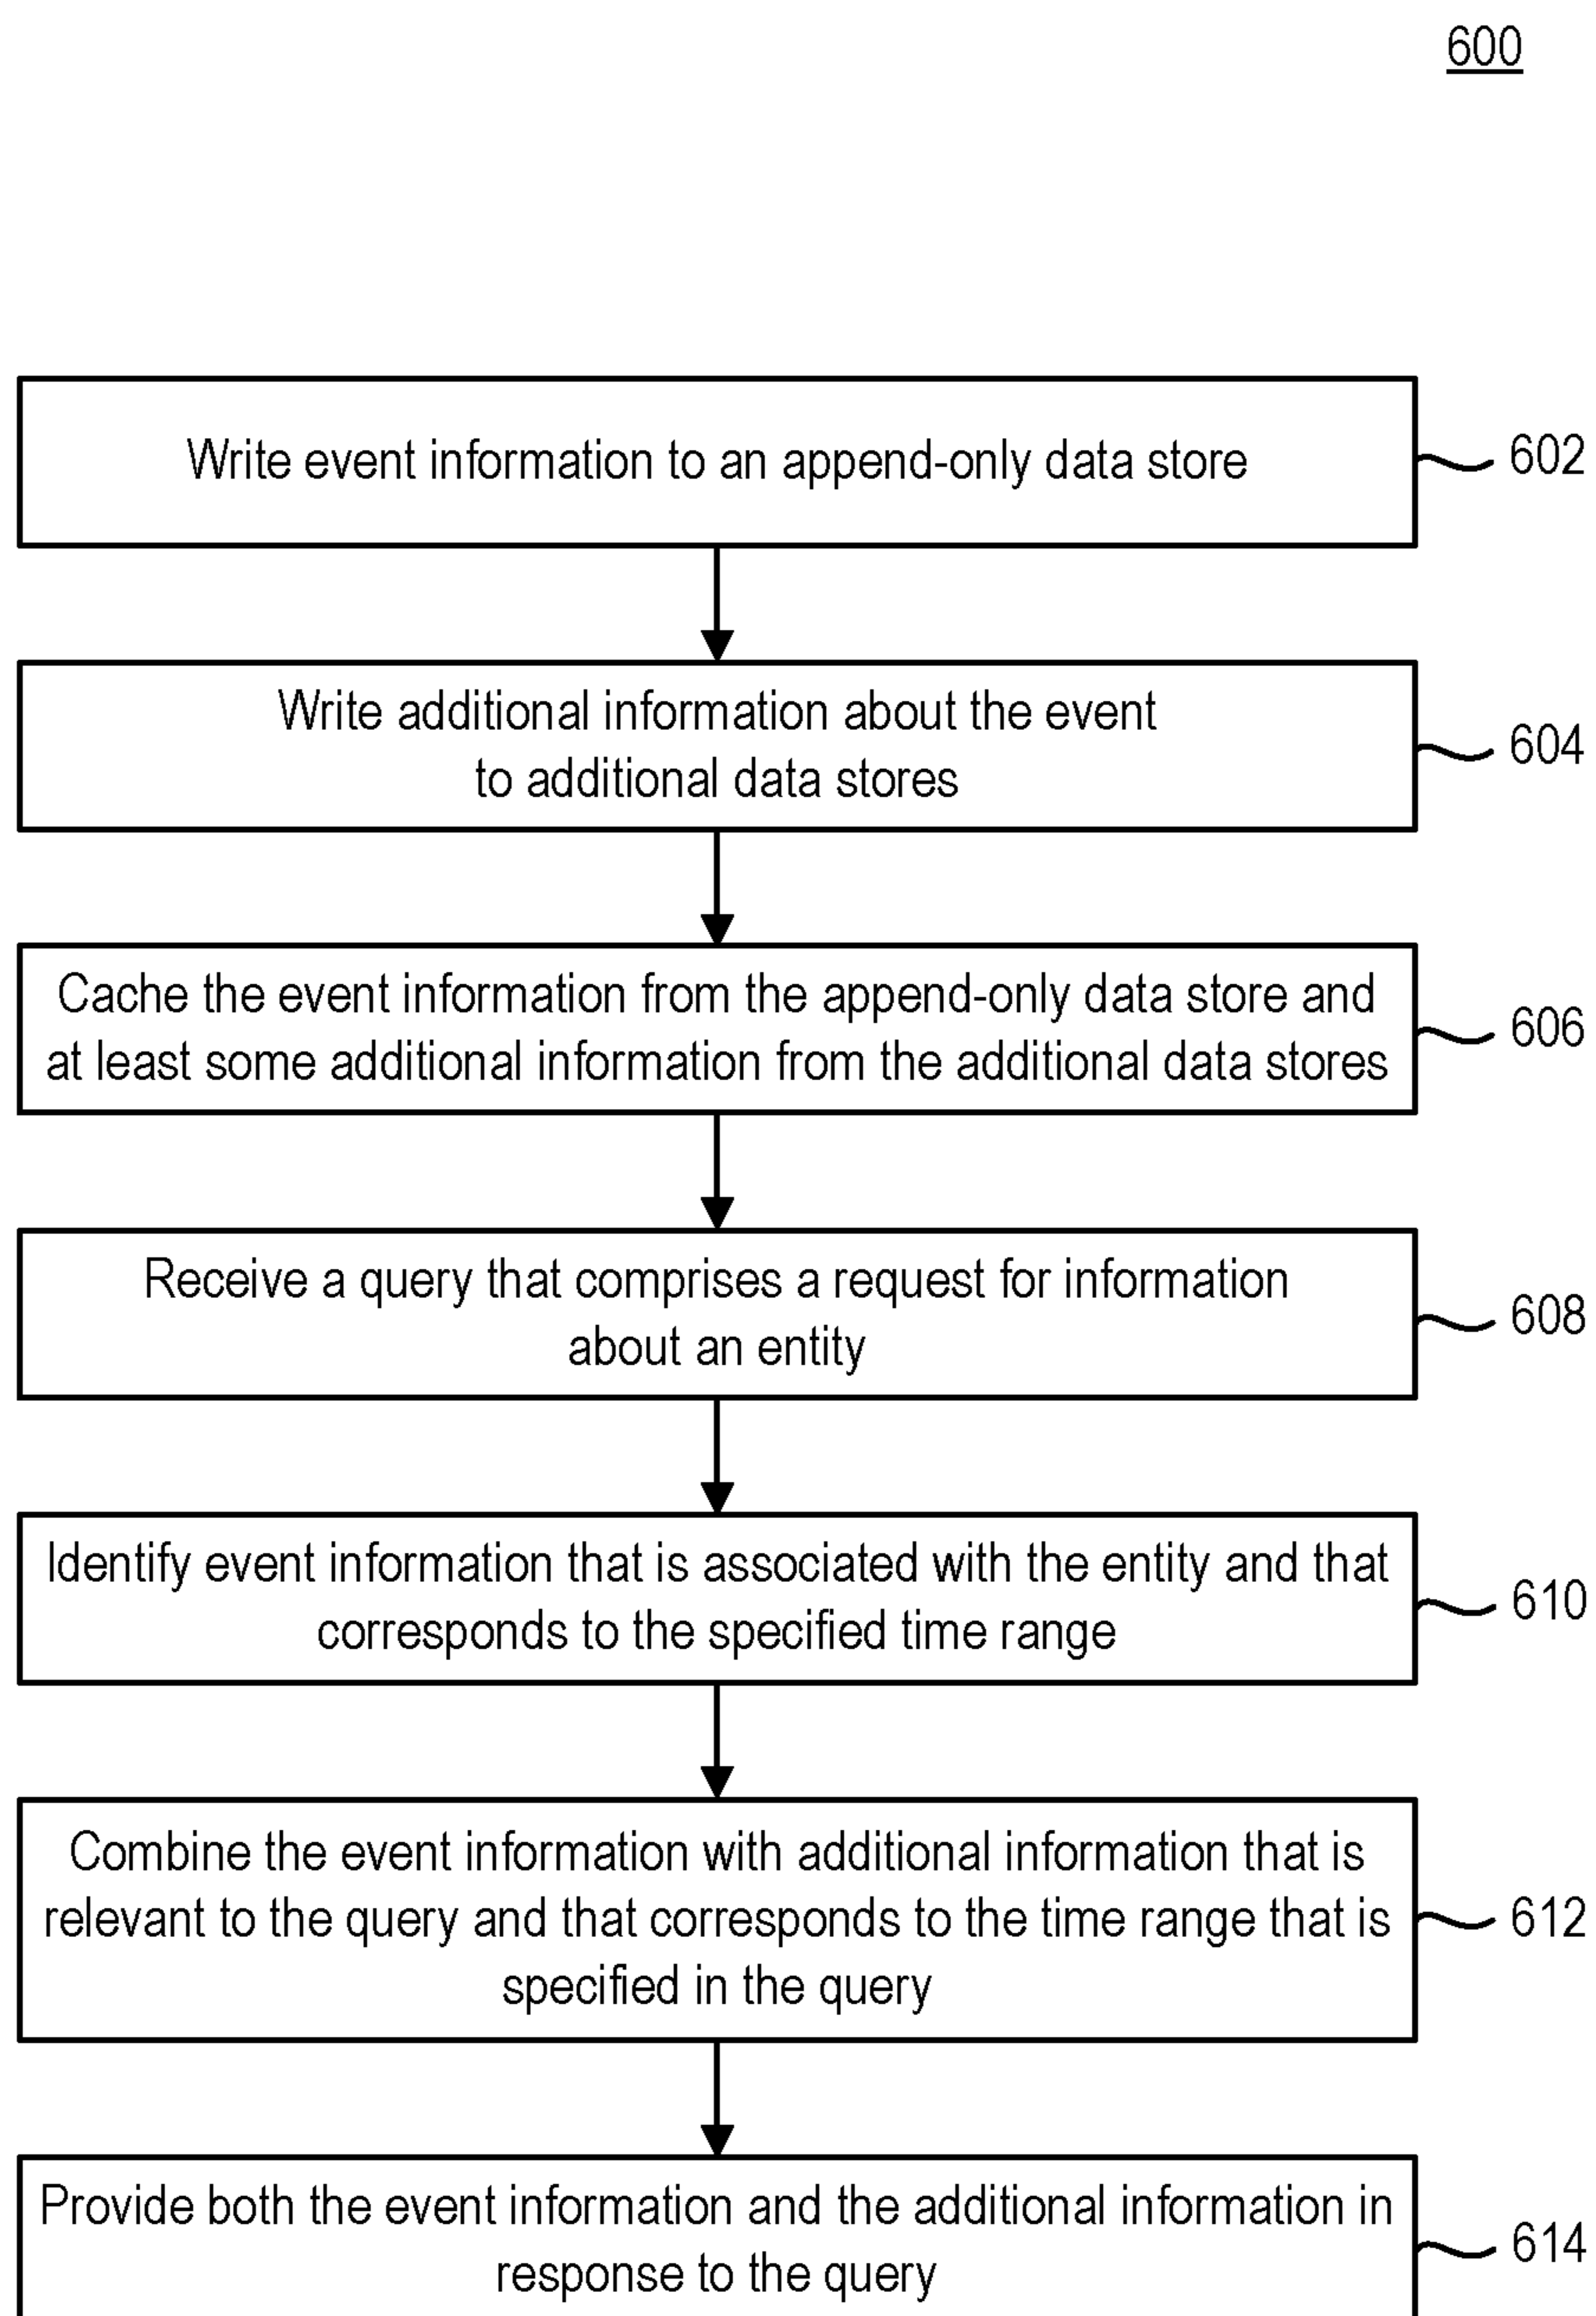 600
Write event information to an append-only data store
602
Write additional information about the event
to additional data stores
604
Cache the event information from the append-only data store and
at least some additional information from the additional data stores
606
Receive a query that comprises a request for information
about an entity
608
Identify event information that is associated with the entity and that
corresponds to the specified time range
610
Combine the event information with additional information that is
relevant to the query and that corresponds to the time range that is
specified in the query
612
Provide both the event information and the additional information in
response to the query
614